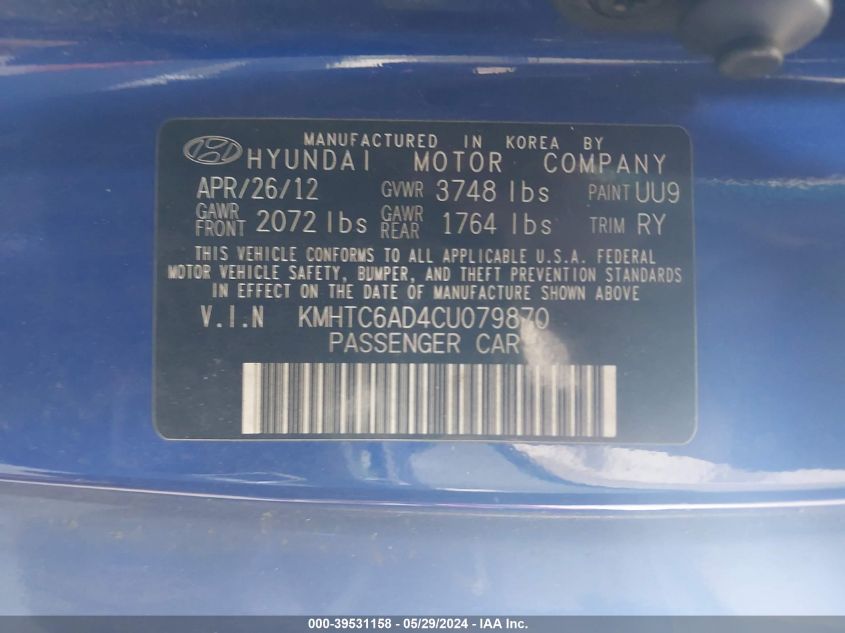 MANUFACTURED IN KOREA BY
HYUNDAI MOTOR COMPANY
APR/26/12 GVWR 3748 lbs PAINT UU9
GAWR FRONT 2072 lbs GAWR REAR 1764 lbs TRIM RY
THIS VEHICLE CONFORMS TO ALL APPLICABLE U.S.A. FEDERAL
MOTOR VEHICLE SAFETY, BUMPER, AND THEFT PREVENTION STANDARDS
IN EFFECT ON THE DATE OF MANUFACTURE SHOWN ABOVE
V.I.N KMHTC6AD4CU079870
PASSENGER CAR
000-39531158 - 05/29/2024 - IAA Inc.